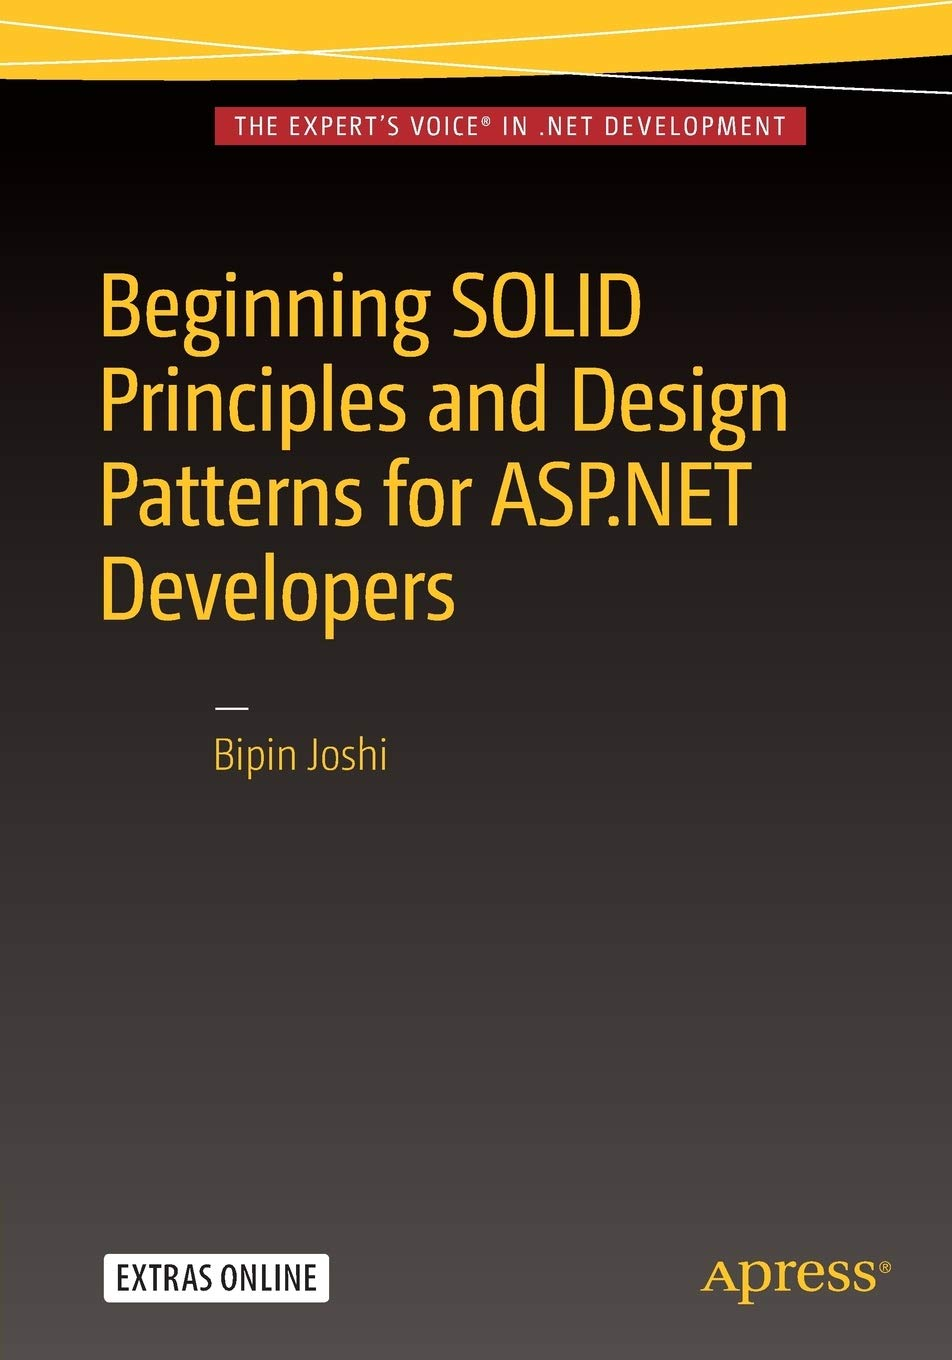 THE EXPERT'S VOICE® IN .NET DEVELOPMENT
Beginning SOLID
Principles and Design
Patterns for ASP.NET
Developers
Bipin Joshi
EXTRAS ONLINE
Apress®